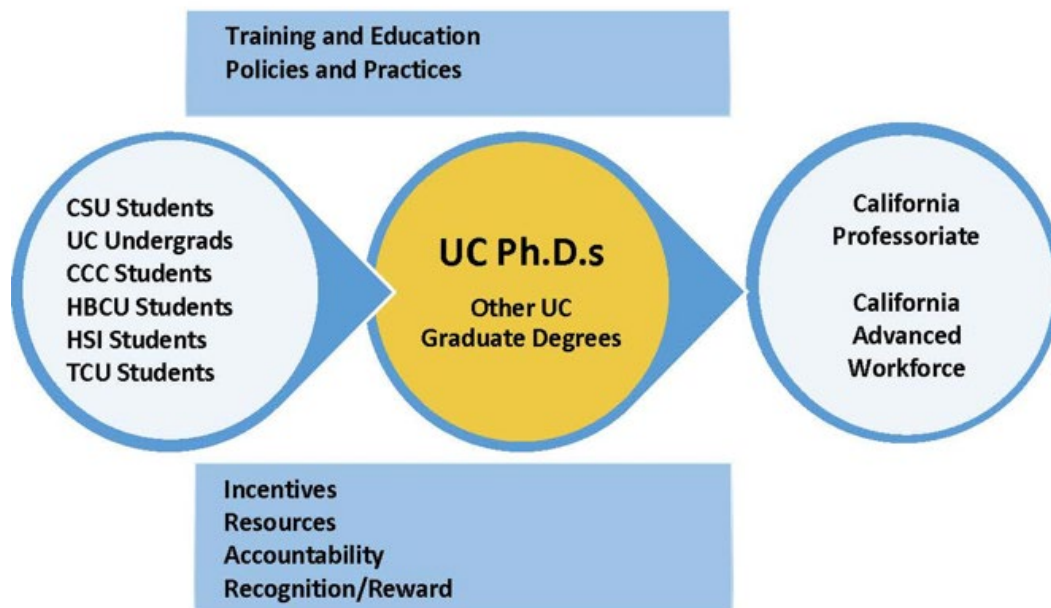 Training and Education
Policies and Practices
CSU Students
UC Undergrads
CCC Students
HBCU Students
HSI Students
TCU Students
UC Ph.D.s
Other UC
Graduate Degrees
California
Professoriate
California
Advanced
Workforce
Incentives
Resources
Accountability
Recognition/Reward